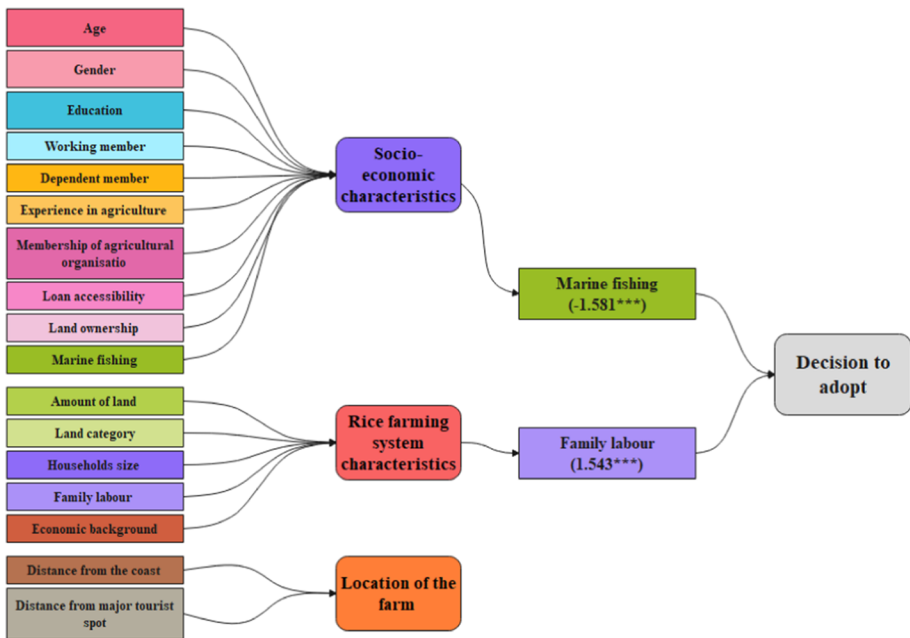 Age
Gender
Education
Working member
Dependent member
Experience in agriculture
Membership of agricultural
organisatio
Loan accessibility
Land ownership
Marine fishing
Amount of land
Land category
Households size
Family labour
Economic background
Distance from the coast
Distance from major tourist
spot
Socio-
economic
characteristics
Rice farming
system
characteristics
Location of the
farm
Marine fishing
(-1.581***)
Family labour
(1.543***)
Decision to
adopt